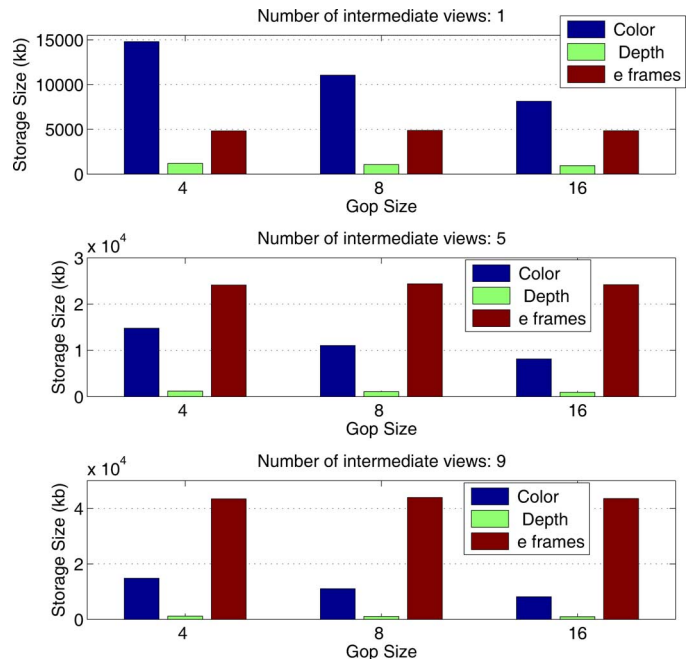 Number of intermediate views: 1
Color
Depth
e frames
15000
10000
5000
0
Storage Size (kb)
4 8 16
Gop Size
Number of intermediate views: 5
x 10^4
Color
Depth
e frames
3
2
1
0
Storage Size (kb)
4 8 16
Gop Size
Number of intermediate views: 9
x 10^4
Color
Depth
e frames
4
2
0
Storage Size (kb)
4 8 16
Gop Size